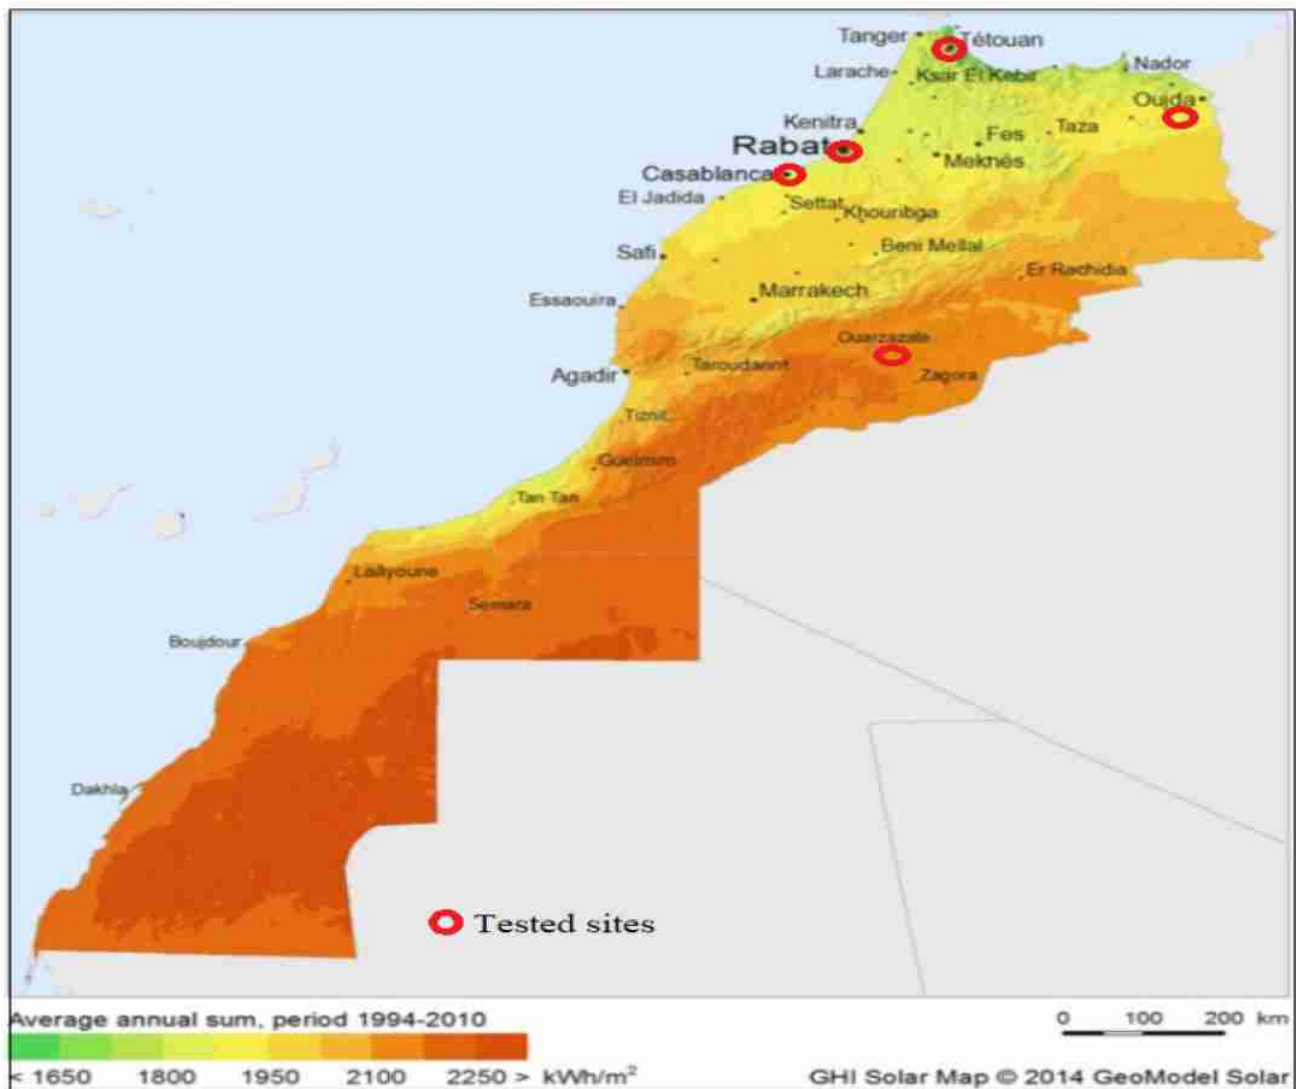 Tanger
Tétouan
Larache
Ksar El Kebir
Nador
Oujda
Kenitra
Fes
Taza
Rabat
Meknés
Casablanca
El Jadida
Settat
Khouribga
Safi
Beni Mellal
Er Rachidia
Essaouira
Marrakech
Ouarzazate
Agadir
Taroudannt
Zagora
Tiznit
Guelmim
Tan Tan
Laâyoune
Semara
Boujdour
Dakhla
Tested sites
Average annual sum, period 1994-2010
0 100 200 km
< 1650 1800 1950 2100 2250 > kWh/m²
GHI Solar Map © 2014 GeoModel Solar